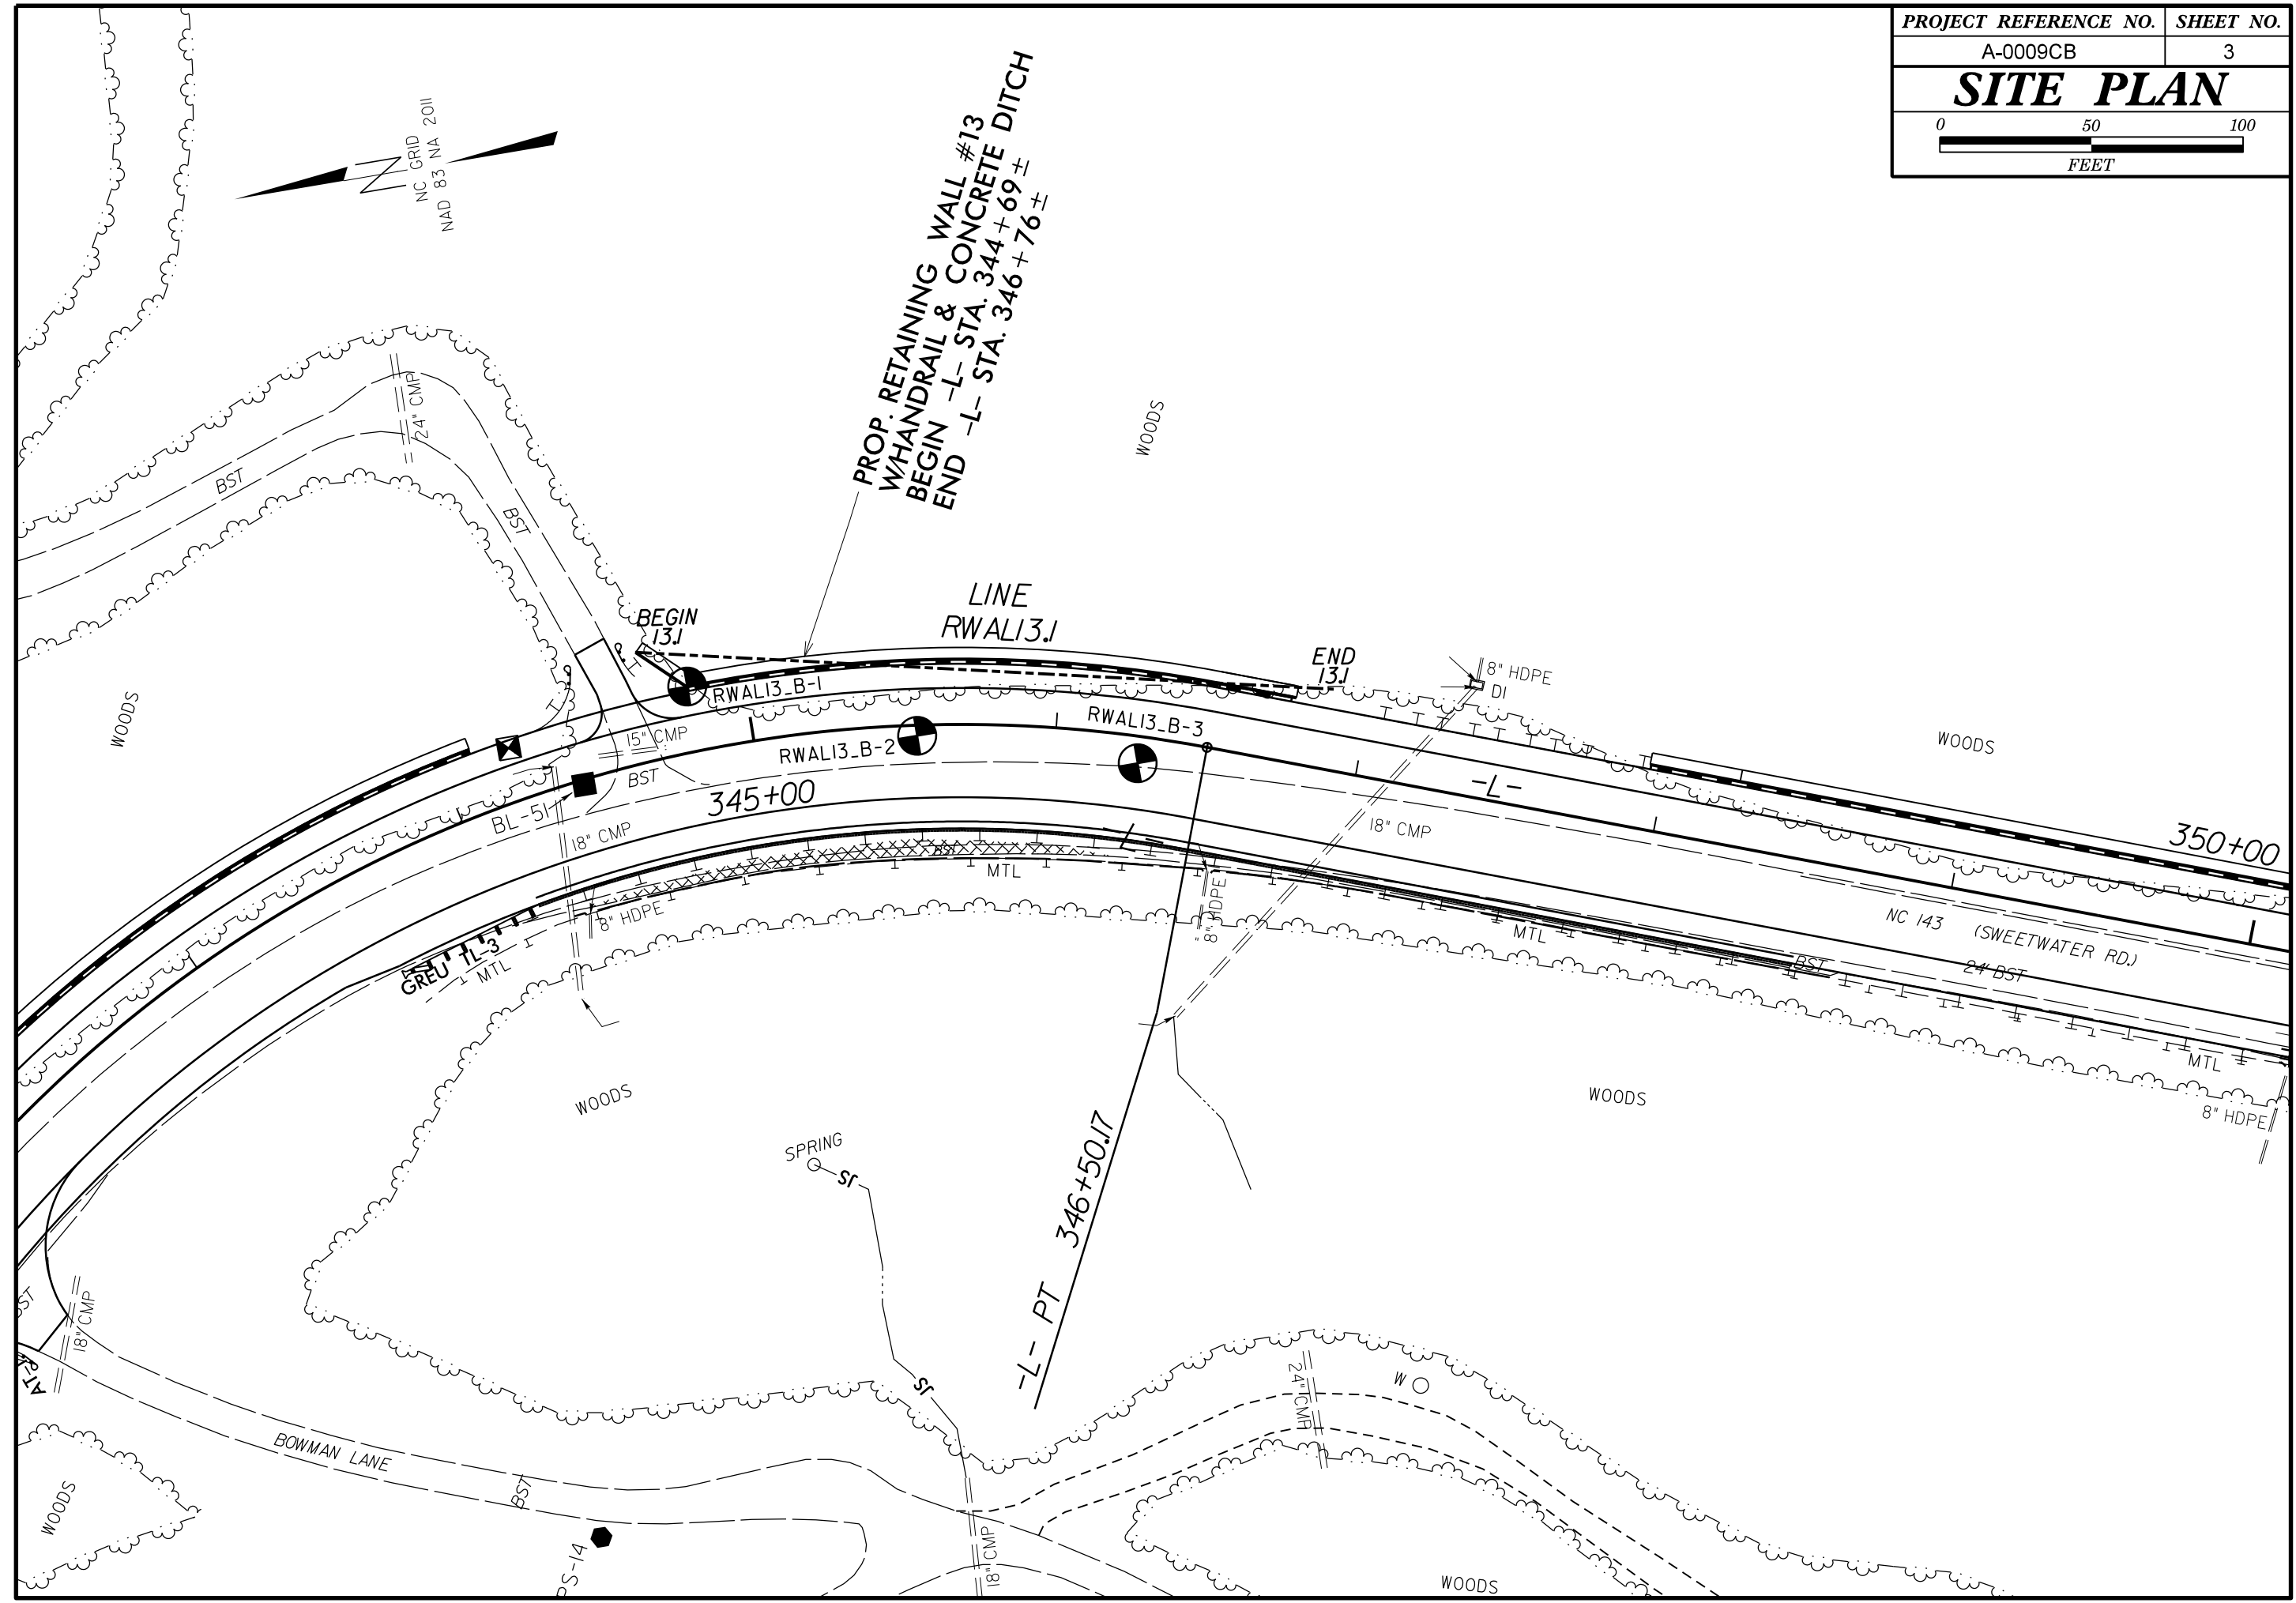 PROJECT REFERENCE NO.
SHEET NO.
A-0009CB
3
SITE PLAN
0 50 100
FEET
NC GRID
NAD 83 NA 2011
N
PROP. RETAINING WALL #13
W/HANDRAIL & CONCRETE DITCH
BEGIN -L- STA. 344+69±
END -L- STA. 346+76±
WOODS
24" CMP
BST
BST
BEGIN
13.1
LINE
RWAL13.1
END
13.1
8" HDPE
DI
WOODS
RWAL13_B-1
RWAL13_B-3
RWAL13_B-2
15" CMP
BST
WOODS
345+00
BL-51
18" CMP
-L-
18" CMP
350+00
BST
MTL
8" HDPE
8" HDPE
GREU TL-3
MTL
MTL
NC 143 (SWEETWATER RD.)
BST
24' BST
MTL
8" HDPE
WOODS
WOODS
SPRING
JS
-L- PT 346+50.17
BST
18" CMP
JS
W
24" CMP
BOWMAN LANE
BST
WOODS
18" CMP
WOODS